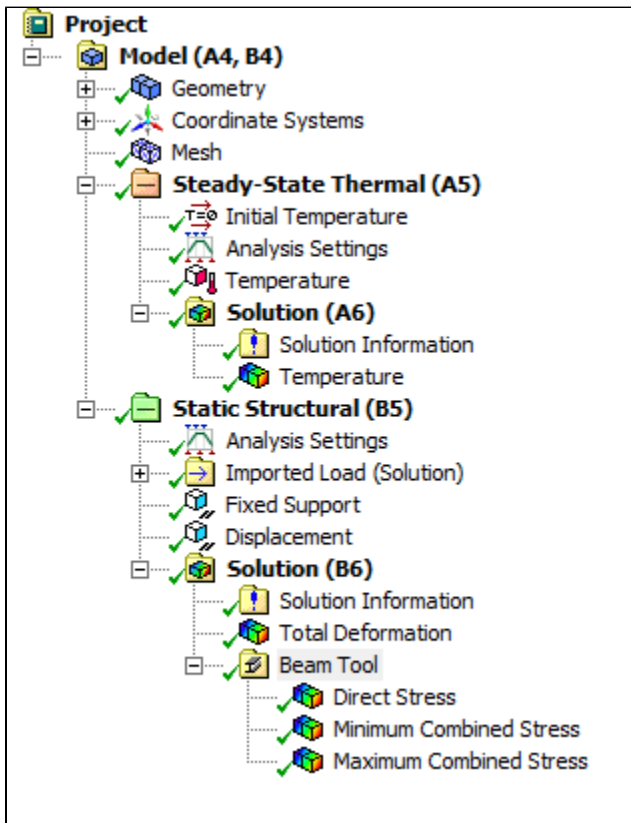 Project
Model (A4, B4)
Geometry
Coordinate Systems
Mesh
Steady-State Thermal (A5)
T=0 Initial Temperature
Analysis Settings
Temperature
Solution (A6)
Solution Information
Temperature
Static Structural (B5)
Analysis Settings
Imported Load (Solution)
Fixed Support
Displacement
Solution (B6)
Solution Information
Total Deformation
Beam Tool
Direct Stress
Minimum Combined Stress
Maximum Combined Stress